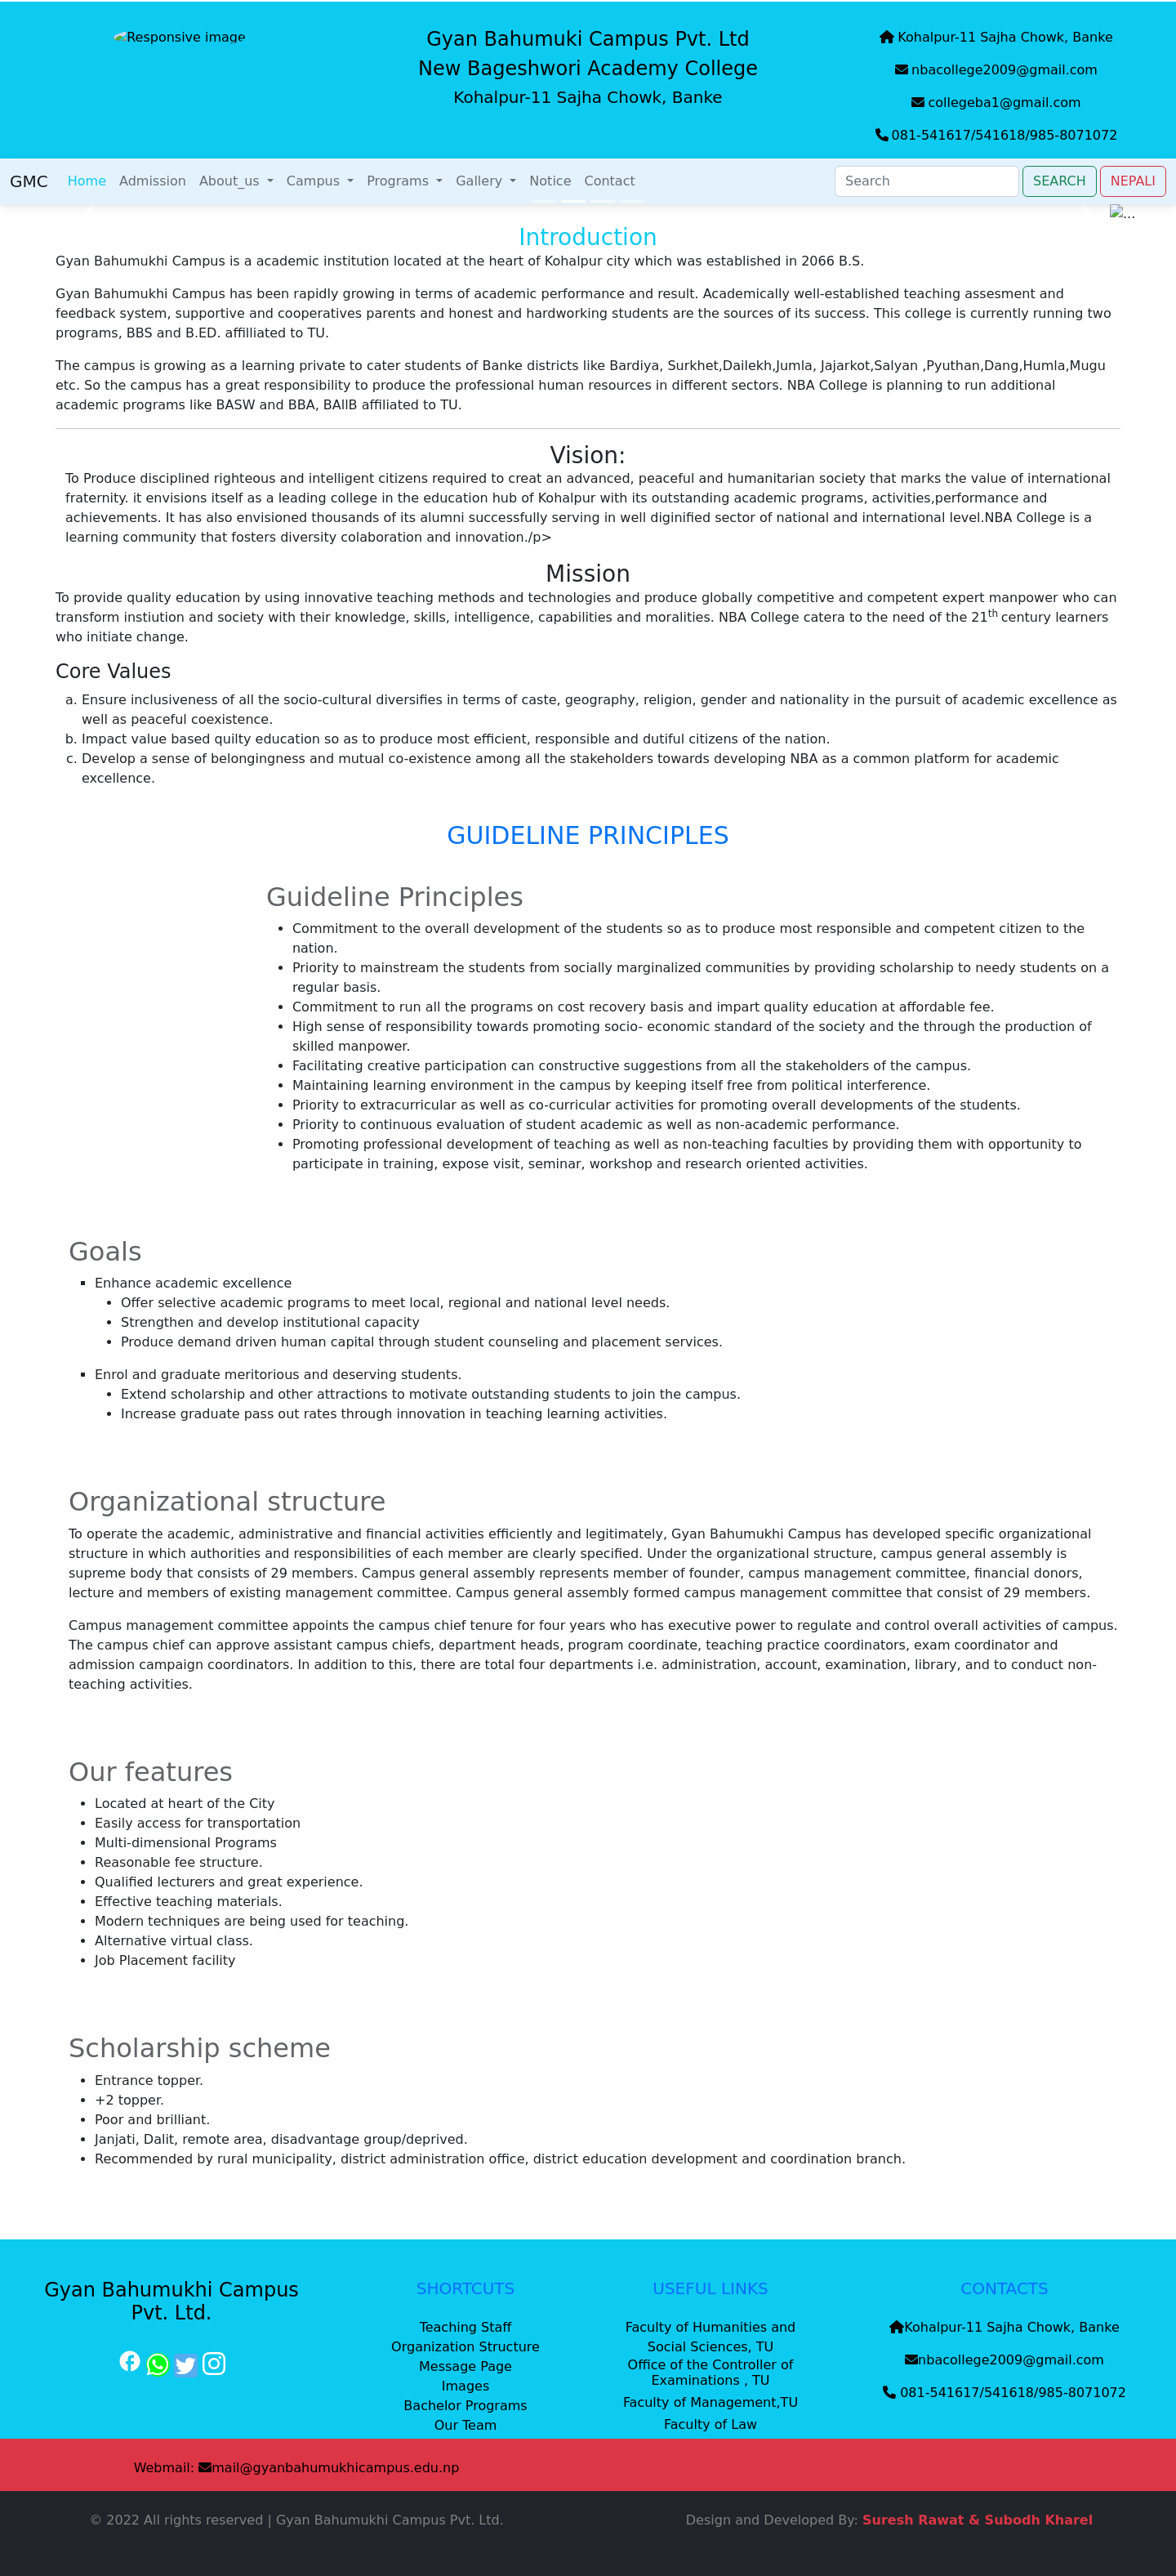 Responsive image
Gyan Bahumuki Campus Pvt. Ltd
New Bageshwori Academy College
Kohalpur-11 Sajha Chowk, Banke
Kohalpur-11 Sajha Chowk, Banke
nbacollege2009@gmail.com
collegeba1@gmail.com
081-541617/541618/985-8071072
GMC Home Admission About_us Campus Programs Gallery Notice Contact Search SEARCH NEPALI
...
Introduction
Gyan Bahumukhi Campus is a academic institution located at the heart of Kohalpur city which was established in 2066 B.S.
Gyan Bahumukhi Campus has been rapidly growing in terms of academic performance and result. Academically well-established teaching assesment and
feedback system, supportive and cooperatives parents and honest and hardworking students are the sources of its success. This college is currently running two
programs, BBS and B.ED. affilliated to TU.
The campus is growing as a learning private to cater students of Banke districts like Bardiya, Surkhet,Dailekh,Jumla, Jajarkot,Salyan ,Pyuthan,Dang,Humla,Mugu
etc. So the campus has a great responsibility to produce the professional human resources in different sectors. NBA College is planning to run additional
academic programs like BASW and BBA, BAllB affiliated to TU.
Vision:
To Produce disciplined righteous and intelligent citizens required to creat an advanced, peaceful and humanitarian society that marks the value of international
fraternity. it envisions itself as a leading college in the education hub of Kohalpur with its outstanding academic programs, activities,performance and
achievements. It has also envisioned thousands of its alumni successfully serving in well diginified sector of national and international level.NBA College is a
learning community that fosters diversity colaboration and innovation./p>
Mission
To provide quality education by using innovative teaching methods and technologies and produce globally competitive and competent expert manpower who can
transform instiution and society with their knowledge, skills, intelligence, capabilities and moralities. NBA College catera to the need of the 21th century learners
who initiate change.
Core Values
a. Ensure inclusiveness of all the socio-cultural diversifies in terms of caste, geography, religion, gender and nationality in the pursuit of academic excellence as
well as peaceful coexistence.
b. Impact value based quilty education so as to produce most efficient, responsible and dutiful citizens of the nation.
c. Develop a sense of belongingness and mutual co-existence among all the stakeholders towards developing NBA as a common platform for academic
excellence.
GUIDELINE PRINCIPLES
Guideline Principles
• Commitment to the overall development of the students so as to produce most responsible and competent citizen to the
nation.
• Priority to mainstream the students from socially marginalized communities by providing scholarship to needy students on a
regular basis.
• Commitment to run all the programs on cost recovery basis and impart quality education at affordable fee.
• High sense of responsibility towards promoting socio- economic standard of the society and the through the production of
skilled manpower.
• Facilitating creative participation can constructive suggestions from all the stakeholders of the campus.
• Maintaining learning environment in the campus by keeping itself free from political interference.
• Priority to extracurricular as well as co-curricular activities for promoting overall developments of the students.
• Priority to continuous evaluation of student academic as well as non-academic performance.
• Promoting professional development of teaching as well as non-teaching faculties by providing them with opportunity to
participate in training, expose visit, seminar, workshop and research oriented activities.
Goals
▪ Enhance academic excellence
• Offer selective academic programs to meet local, regional and national level needs.
• Strengthen and develop institutional capacity
• Produce demand driven human capital through student counseling and placement services.
▪ Enrol and graduate meritorious and deserving students.
• Extend scholarship and other attractions to motivate outstanding students to join the campus.
• Increase graduate pass out rates through innovation in teaching learning activities.
Organizational structure
To operate the academic, administrative and financial activities efficiently and legitimately, Gyan Bahumukhi Campus has developed specific organizational
structure in which authorities and responsibilities of each member are clearly specified. Under the organizational structure, campus general assembly is
supreme body that consists of 29 members. Campus general assembly represents member of founder, campus management committee, financial donors,
lecture and members of existing management committee. Campus general assembly formed campus management committee that consist of 29 members.
Campus management committee appoints the campus chief tenure for four years who has executive power to regulate and control overall activities of campus.
The campus chief can approve assistant campus chiefs, department heads, program coordinate, teaching practice coordinators, exam coordinator and
admission campaign coordinators. In addition to this, there are total four departments i.e. administration, account, examination, library, and to conduct non-
teaching activities.
Our features
• Located at heart of the City
• Easily access for transportation
• Multi-dimensional Programs
• Reasonable fee structure.
• Qualified lecturers and great experience.
• Effective teaching materials.
• Modern techniques are being used for teaching.
• Alternative virtual class.
• Job Placement facility
Scholarship scheme
• Entrance topper.
• +2 topper.
• Poor and brilliant.
• Janjati, Dalit, remote area, disadvantage group/deprived.
• Recommended by rural municipality, district administration office, district education development and coordination branch.
Gyan Bahumukhi Campus
Pvt. Ltd.
SHORTCUTS
Teaching Staff
Organization Structure
Message Page
Images
Bachelor Programs
Our Team
USEFUL LINKS
Faculty of Humanities and
Social Sciences, TU
Office of the Controller of
Examinations , TU
Faculty of Management,TU
Faculty of Law
CONTACTS
Kohalpur-11 Sajha Chowk, Banke
nbacollege2009@gmail.com
081-541617/541618/985-8071072
Webmail: mail@gyanbahumukhicampus.edu.np
© 2022 All rights reserved | Gyan Bahumukhi Campus Pvt. Ltd.
Design and Developed By: Suresh Rawat & Subodh Kharel